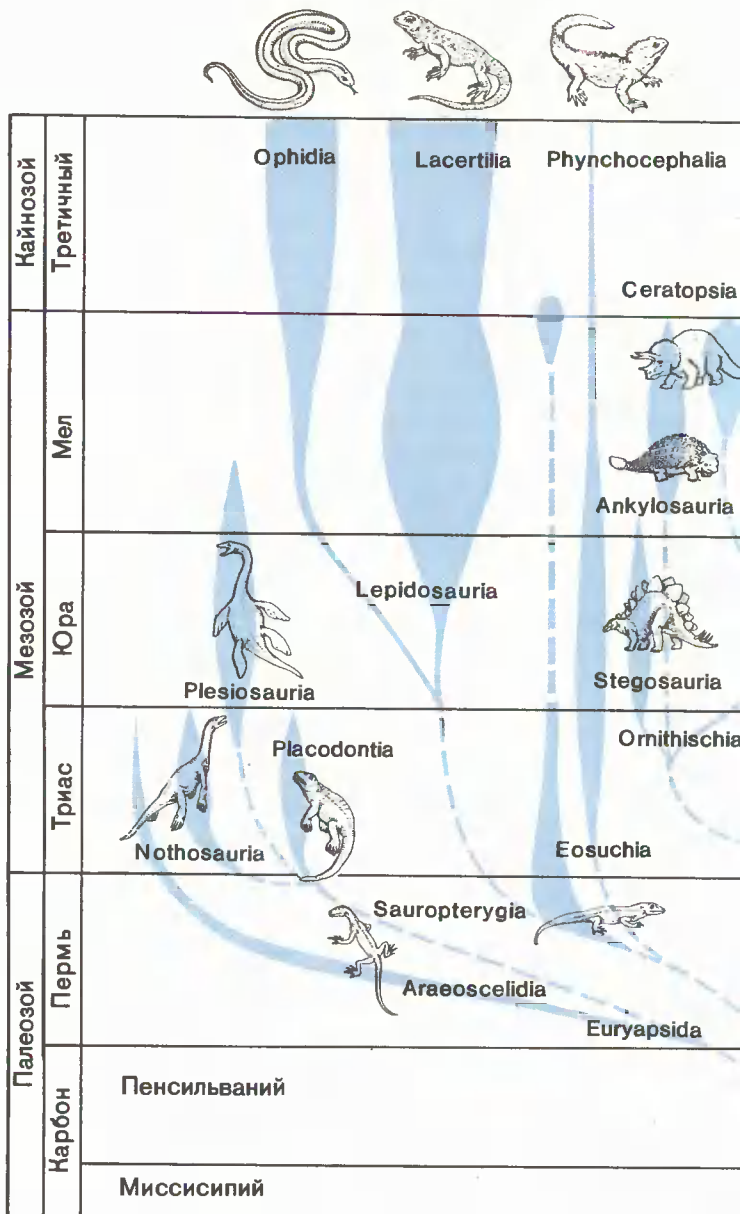 Ophidia
Lacertilia
Phynchocephalia
Кайнозой
Третичный
Ceratopsia
Мезозой
Мел
Ankylosauria
Юра
Lepidosauria
Plesiosauria
Stegosauria
Триас
Placodontia
Ornithischia
Nothosauria
Eosuchia
Палеозой
Пермь
Sauropterygia
Araeoscelidia
Euryapsida
Карбон
Пенсильваний
Миссисипий